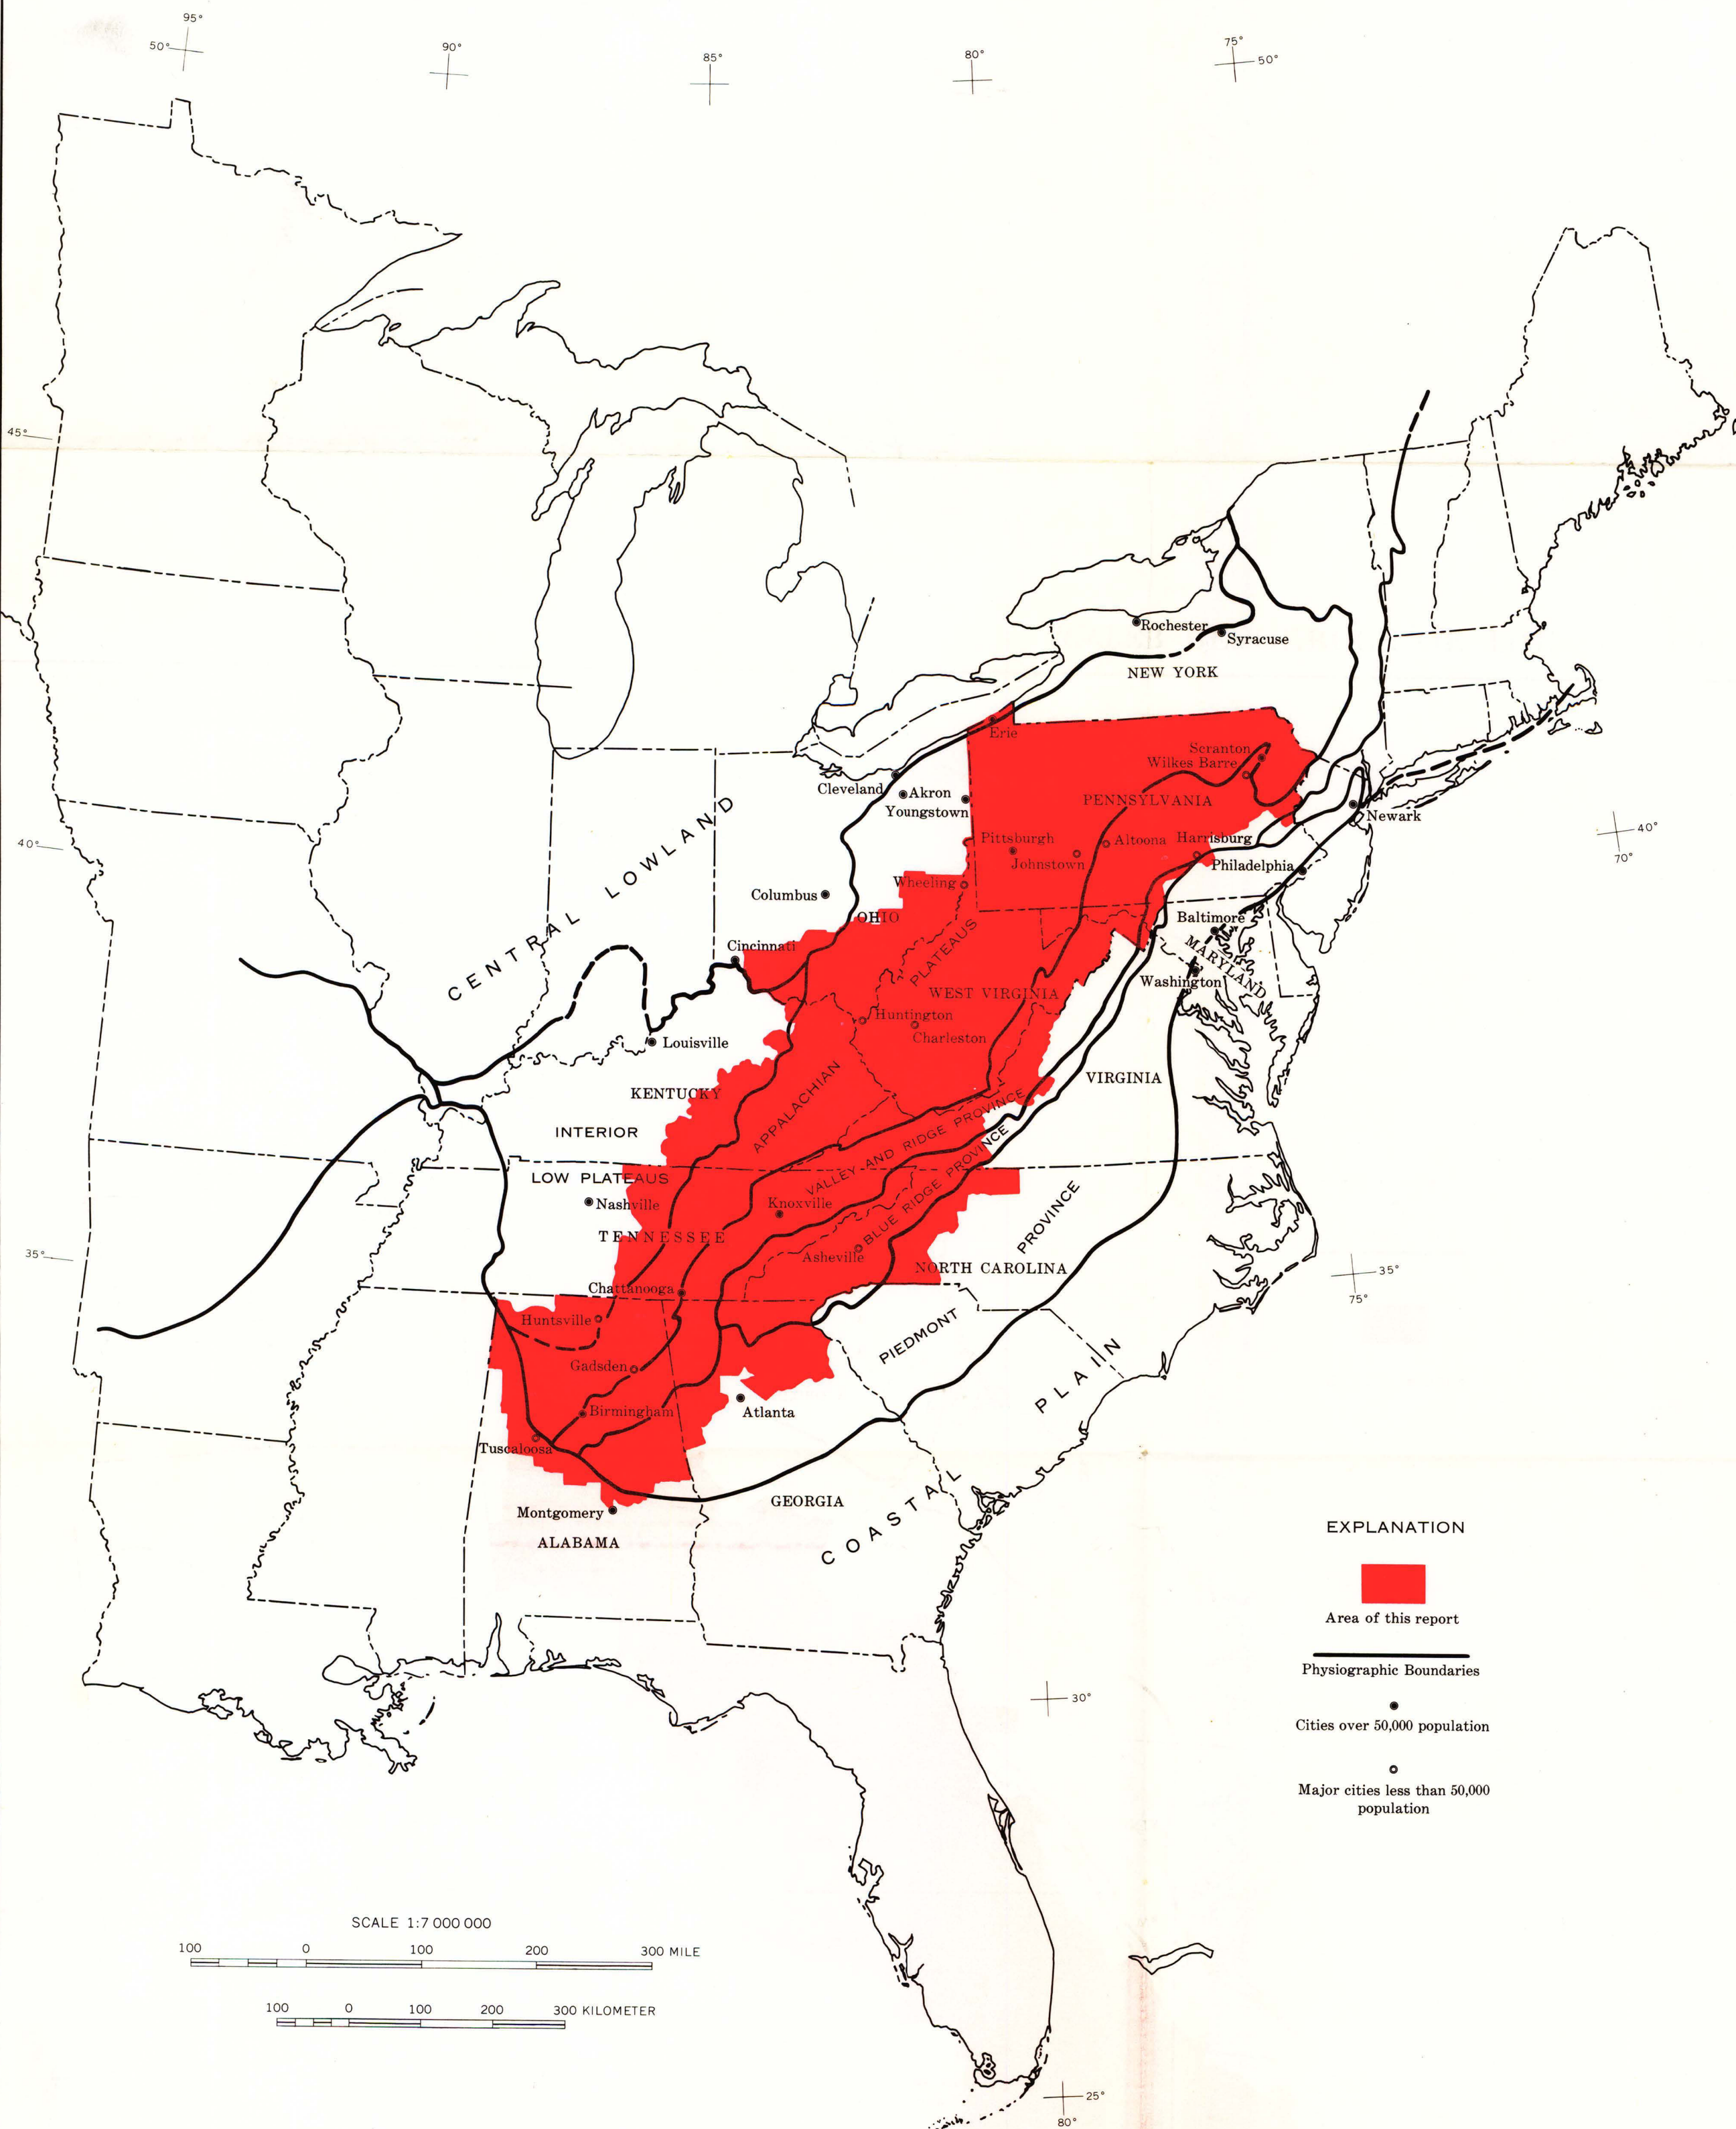 95°
50°
90°
85°
80°
75°
50°
45°
Rochester
Syracuse
NEW YORK
Erie
Scranton
Wilkes Barre
PENNSYLVANIA
Cleveland
Akron
Youngstown
Newark
40°
40°
70°
Pittsburgh
Altoona
Harrisburg
Johnstown
Philadelphia
CENTRAL LOWLAND
Columbus
Wheeling
OHIO
Baltimore
MARYLAND
Cincinnati
PLATEAUS
Washington
WEST VIRGINIA
Huntington
Charleston
Louisville
KENTUCKY
APPALACHIAN
VIRGINIA
INTERIOR
LOW PLATEAUS
VALLEY AND RIDGE PROVINCE
BLUE RIDGE PROVINCE
Nashville
Knoxville
TENNESSEE
Asheville
PROVINCE
NORTH CAROLINA
35°
35°
75°
Chattanooga
Huntsville
PIEDMONT
Gadsden
Birmingham
Atlanta
Tuscaloosa
COASTAL PLAIN
Montgomery
GEORGIA
ALABAMA
EXPLANATION
Area of this report
Physiographic Boundaries
Cities over 50,000 population
Major cities less than 50,000
population
30°
SCALE 1:7 000 000
100 0 100 200 300 MILE
100 0 100 200 300 KILOMETER
25°
80°